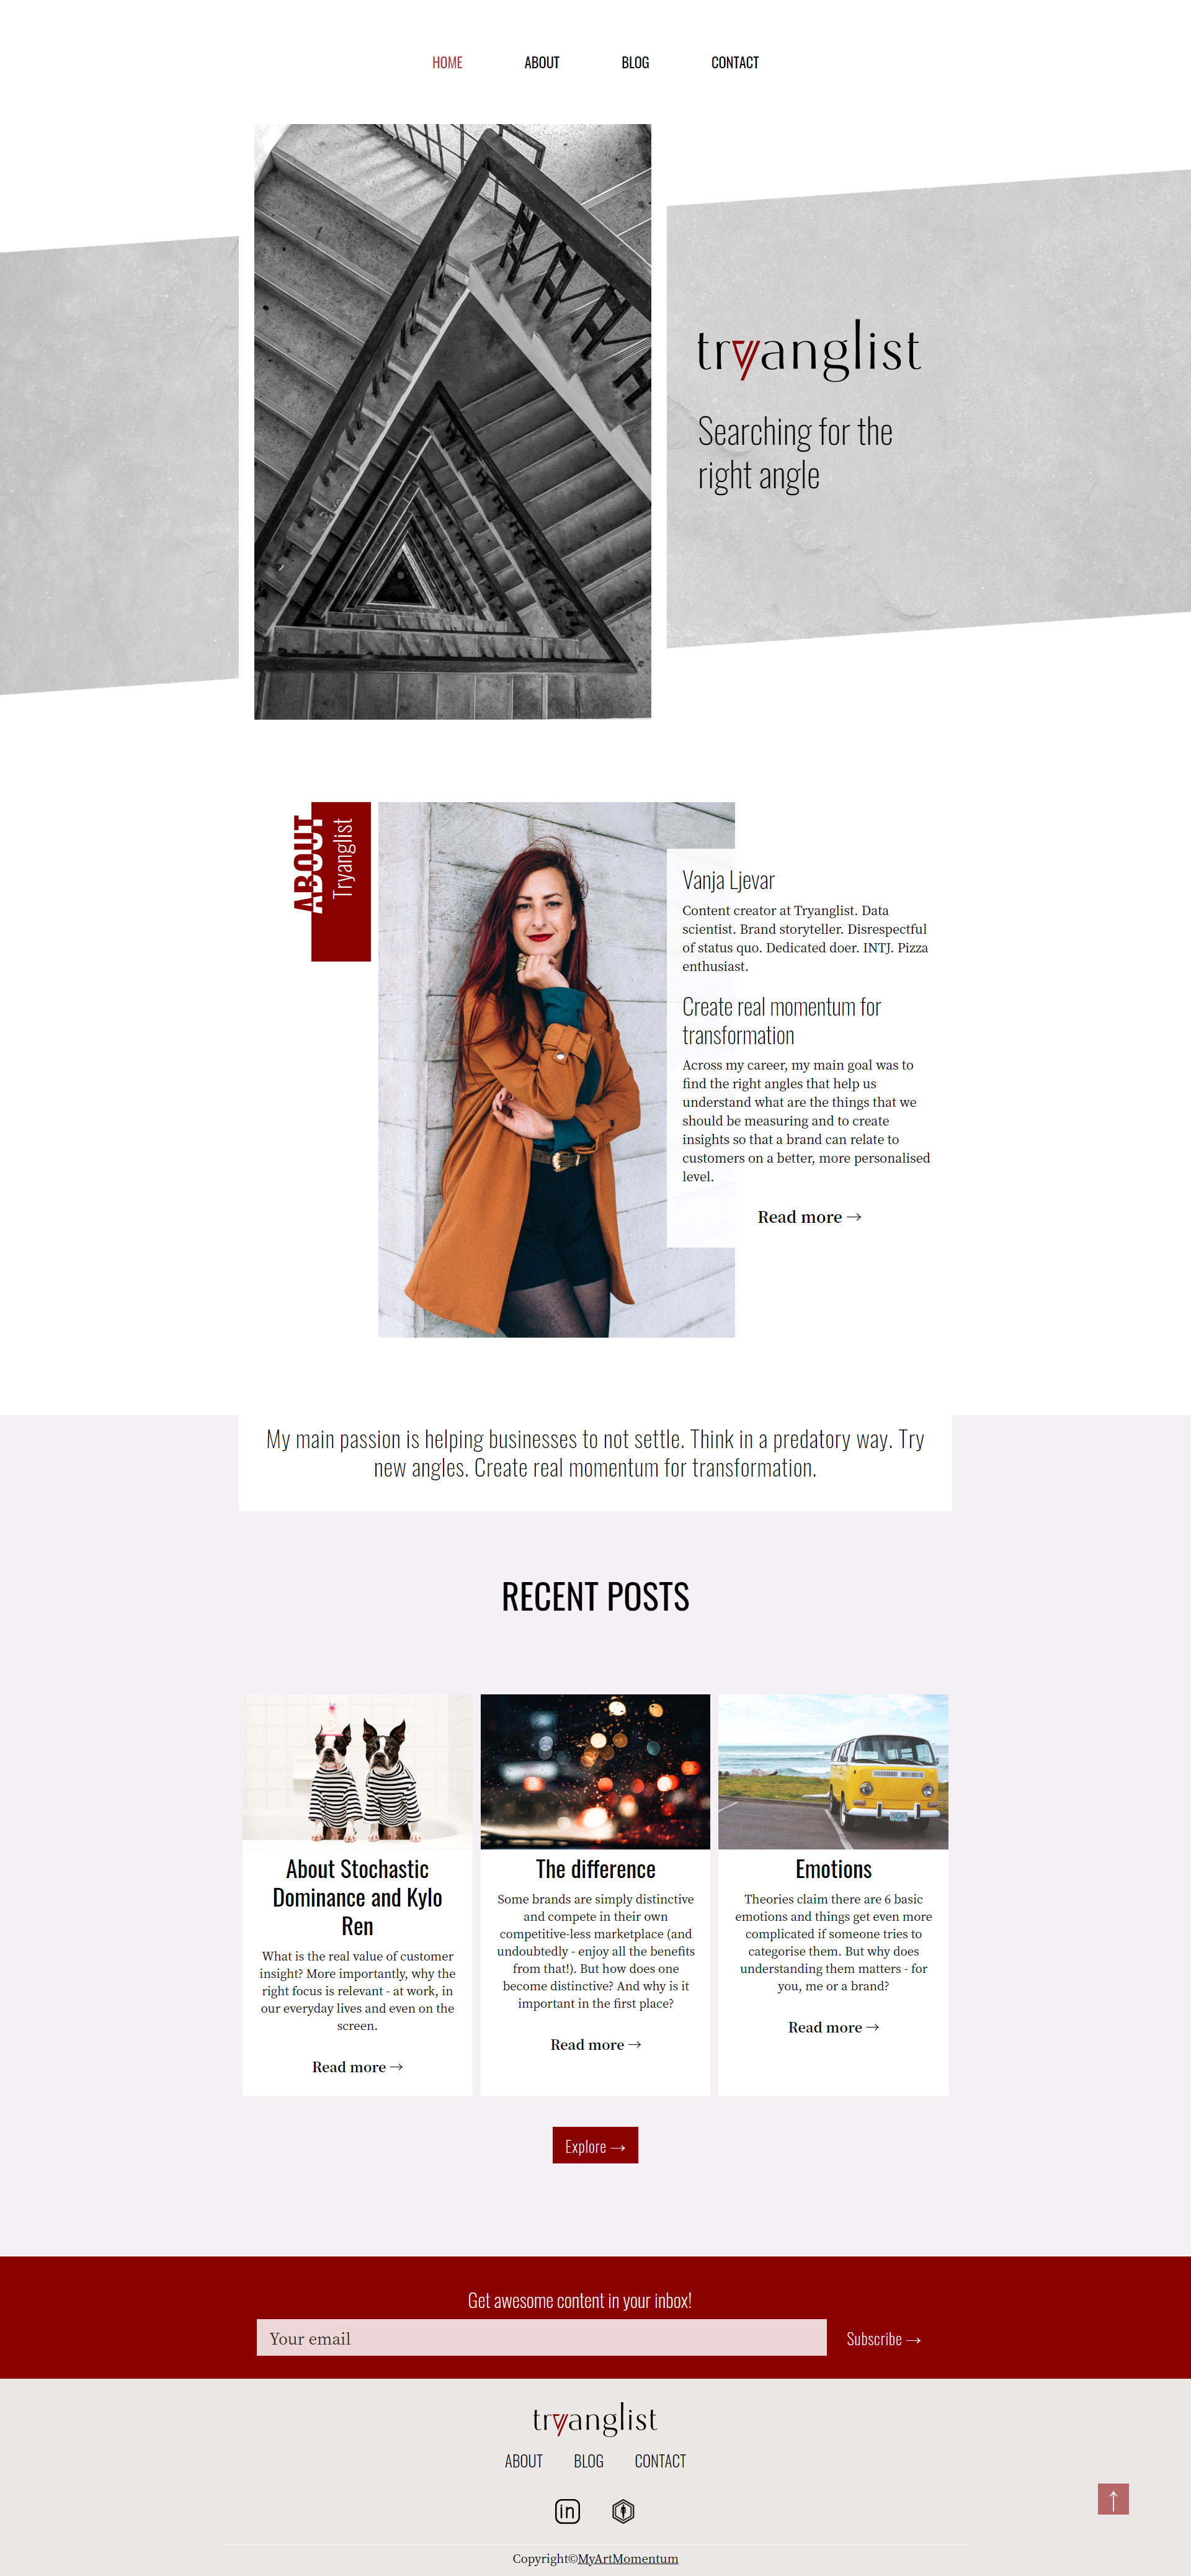 HOME ABOUT BLOG CONTACT
tryanglist
Searching for the
right angle
ABOUT
Tryanglist
Vanja Ljevar
Content creator at Tryanglist. Data
scientist. Brand storyteller. Disrespectful
of status quo. Dedicated doer. INTJ. Pizza
enthusiast.
Create real momentum for
transformation
Across my career, my main goal was to
find the right angles that help us
understand what are the things that we
should be measuring and to create
insights so that a brand can relate to
customers on a better, more personalised
level.
Read more →
My main passion is helping businesses to not settle. Think in a predatory way. Try
new angles. Create real momentum for transformation.
RECENT POSTS
About Stochastic
Dominance and Kylo
Ren
What is the real value of customer
insight? More importantly, why the
right focus is relevant - at work, in
our everyday lives and even on the
screen.
Read more →
The difference
Some brands are simply distinctive
and compete in their own
competitive-less marketplace (and
undoubtedly - enjoy all the benefits
from that!). But how does one
become distinctive? And why is it
important in the first place?
Read more →
Emotions
Theories claim there are 6 basic
emotions and things get even more
complicated if someone tries to
categorise them. But why does
understanding them matters - for
you, me or a brand?
Read more →
Explore →
Get awesome content in your inbox!
Your email
Subscribe →
tryanglist
ABOUT BLOG CONTACT
in
↑
Copyright©MyArtMomentum